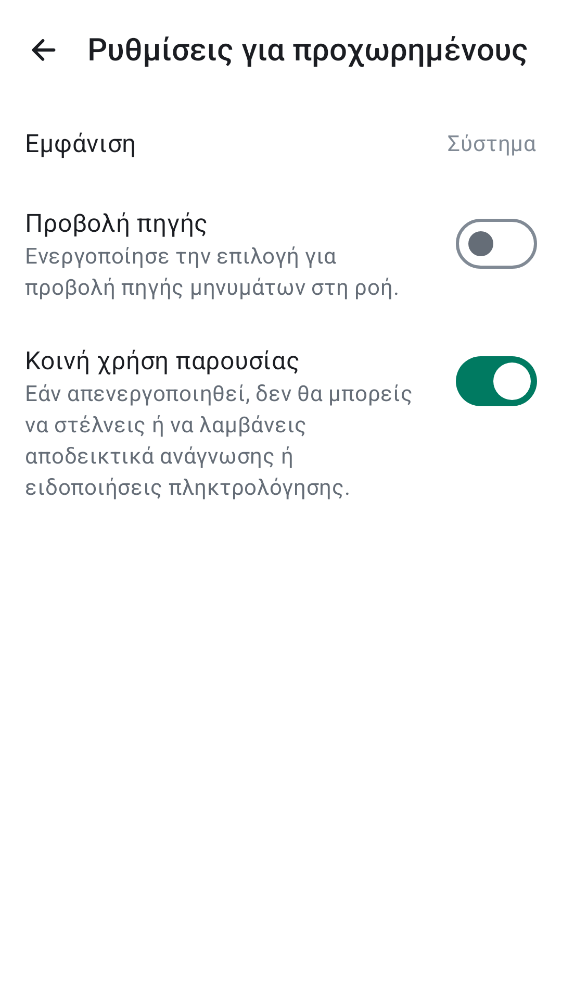 Ρυθμίσεις για προχωρημένους
Εμφάνιση
Σύστημα
Προβολή πηγής
Ενεργοποίησε την επιλογή για
προβολή πηγής μηνυμάτων στη ροή.
Κοινή χρήση παρουσίας
Εάν απενεργοποιηθεί, δεν θα μπορείς
να στέλνεις ή να λαμβάνεις
αποδεικτικά ανάγνωσης ή
ειδοποιήσεις πληκτρολόγησης.